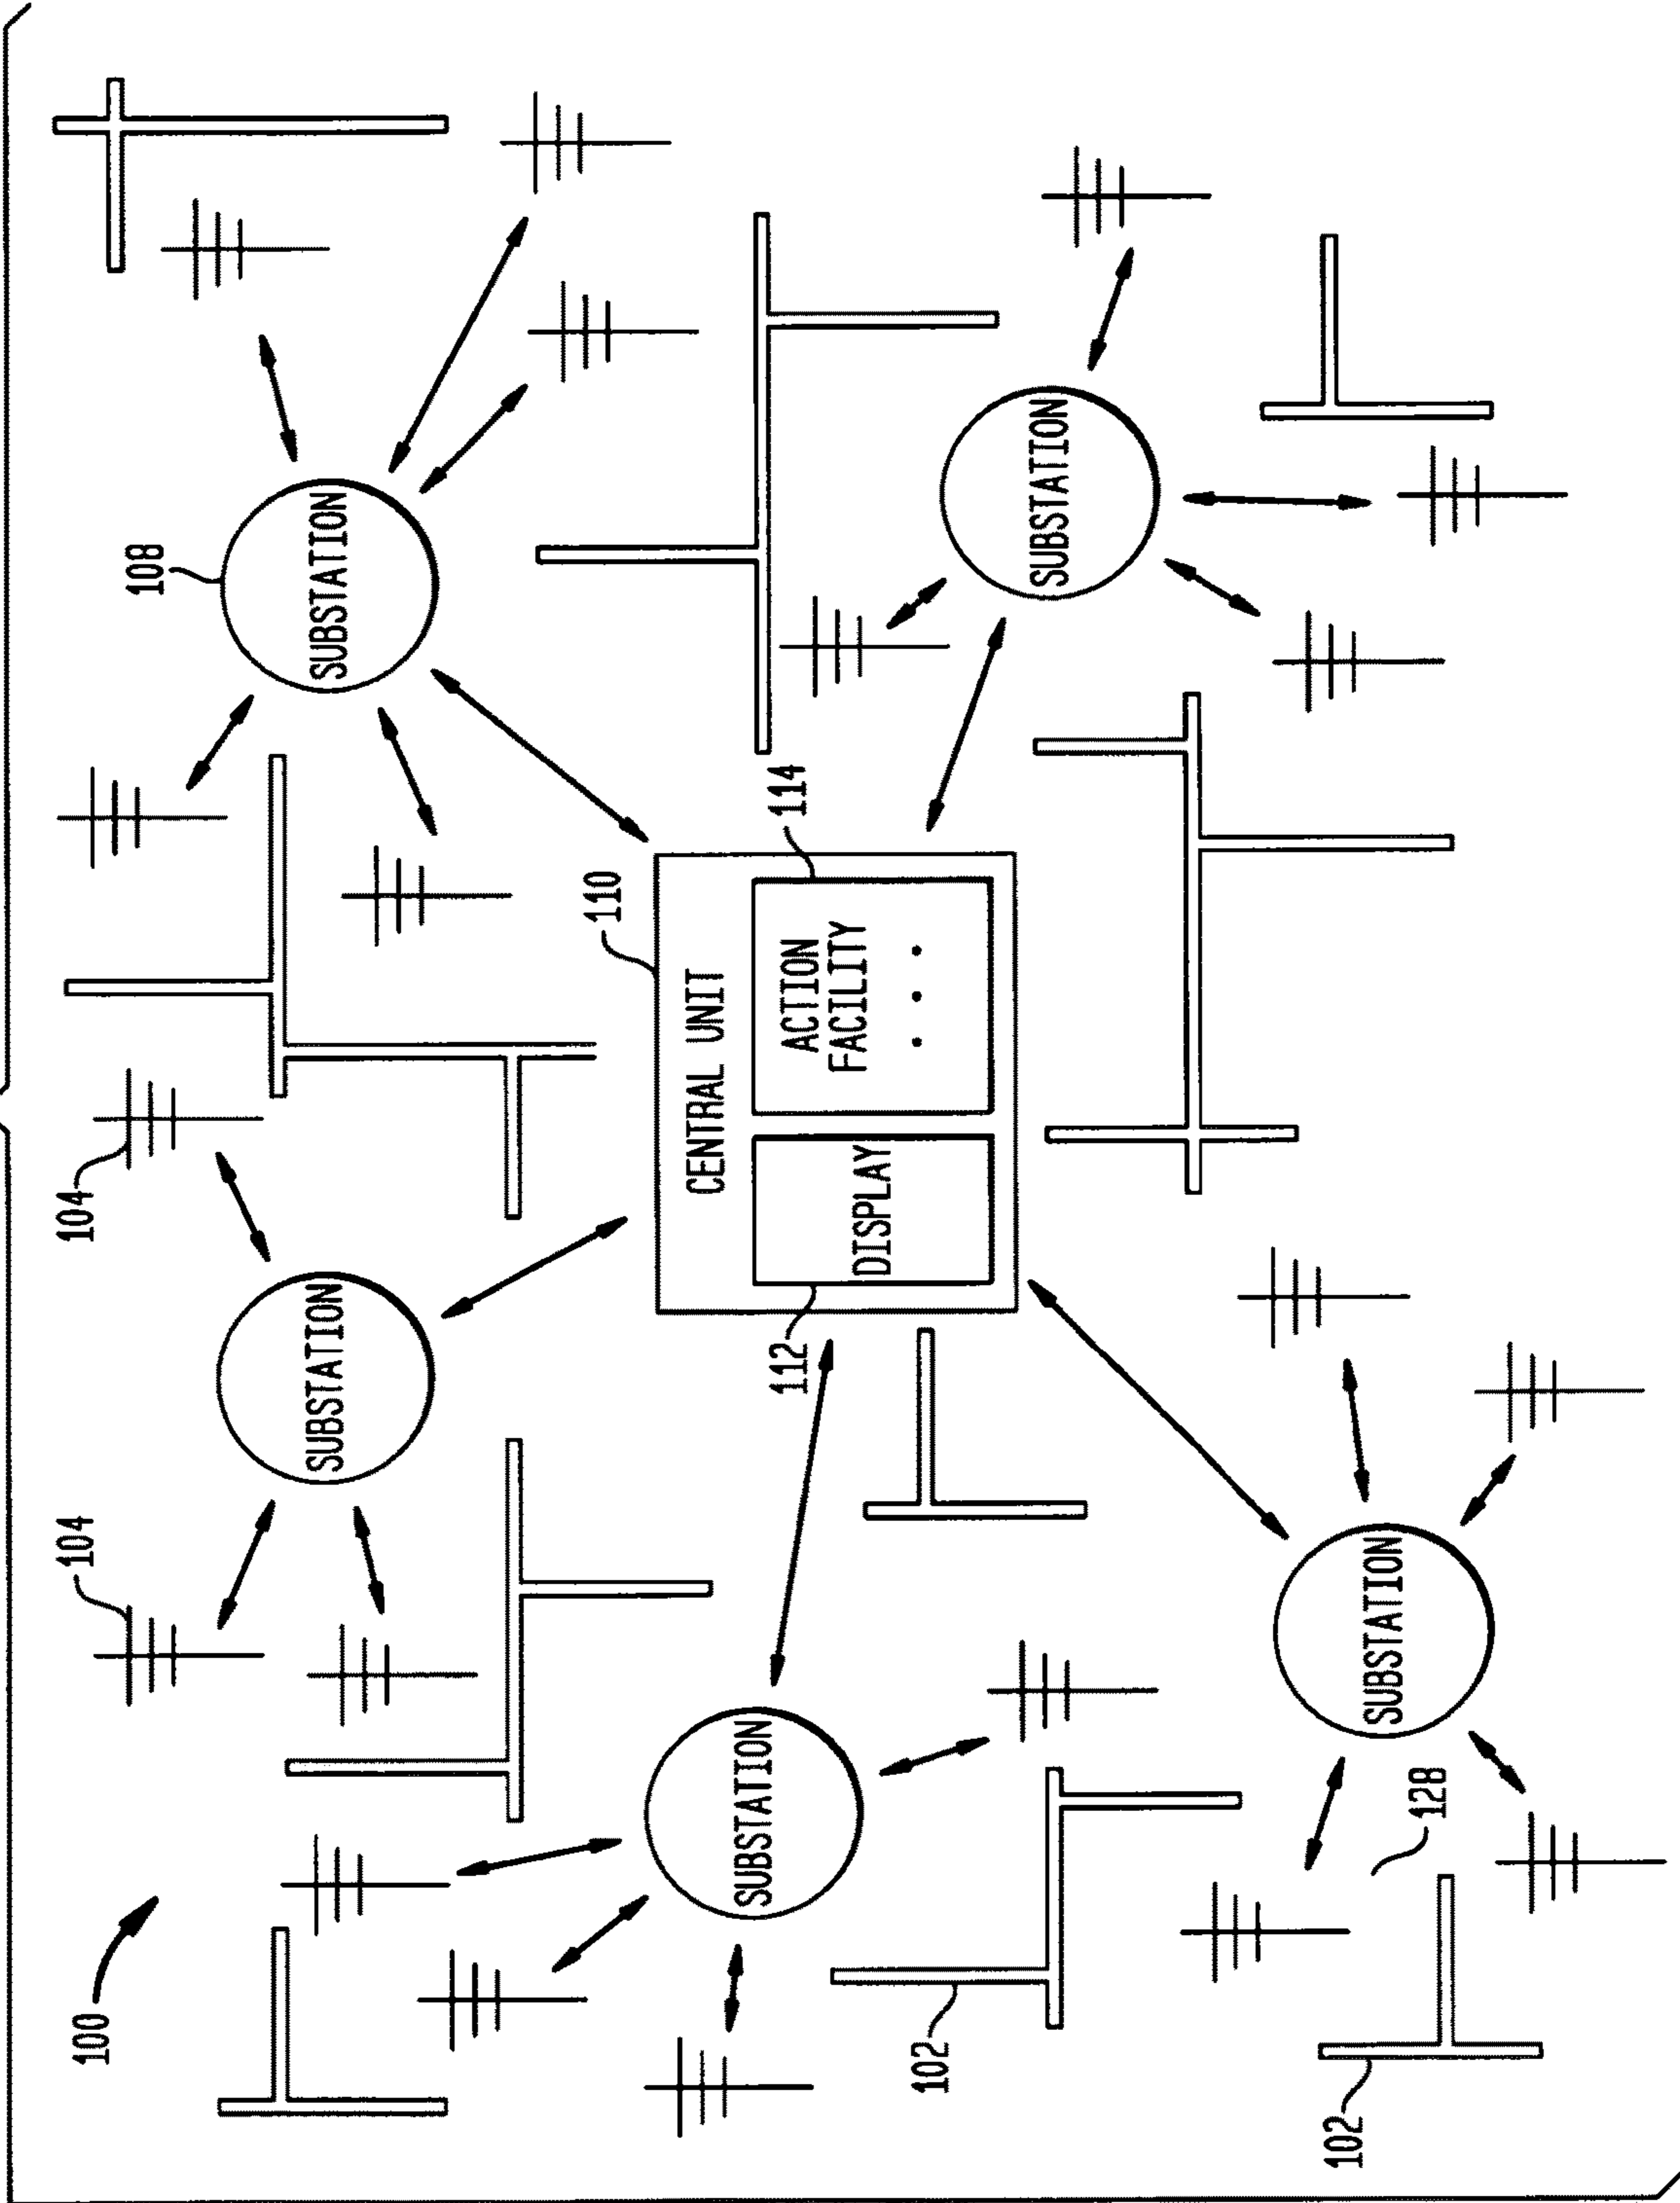 100
104
104
108
SUBSTATION
SUBSTATION
110
CENTRAL UNIT
SUBSTATION
112
114
DISPLAY
ACTION
FACILITY
...
102
SUBSTATION
102
SUBSTATION
128